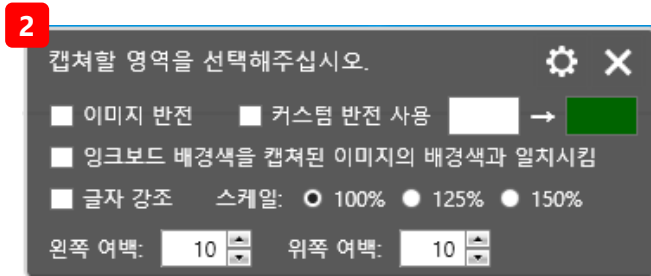 2
캡쳐할 영역을 선택해주십시오.
이미지 반전 커스텀 반전 사용 →
잉크보드 배경색을 캡쳐된 이미지의 배경색과 일치시킴
글자 강조 스케일: 100% 125% 150%
왼쪽 여백: 10 위쪽 여백: 10